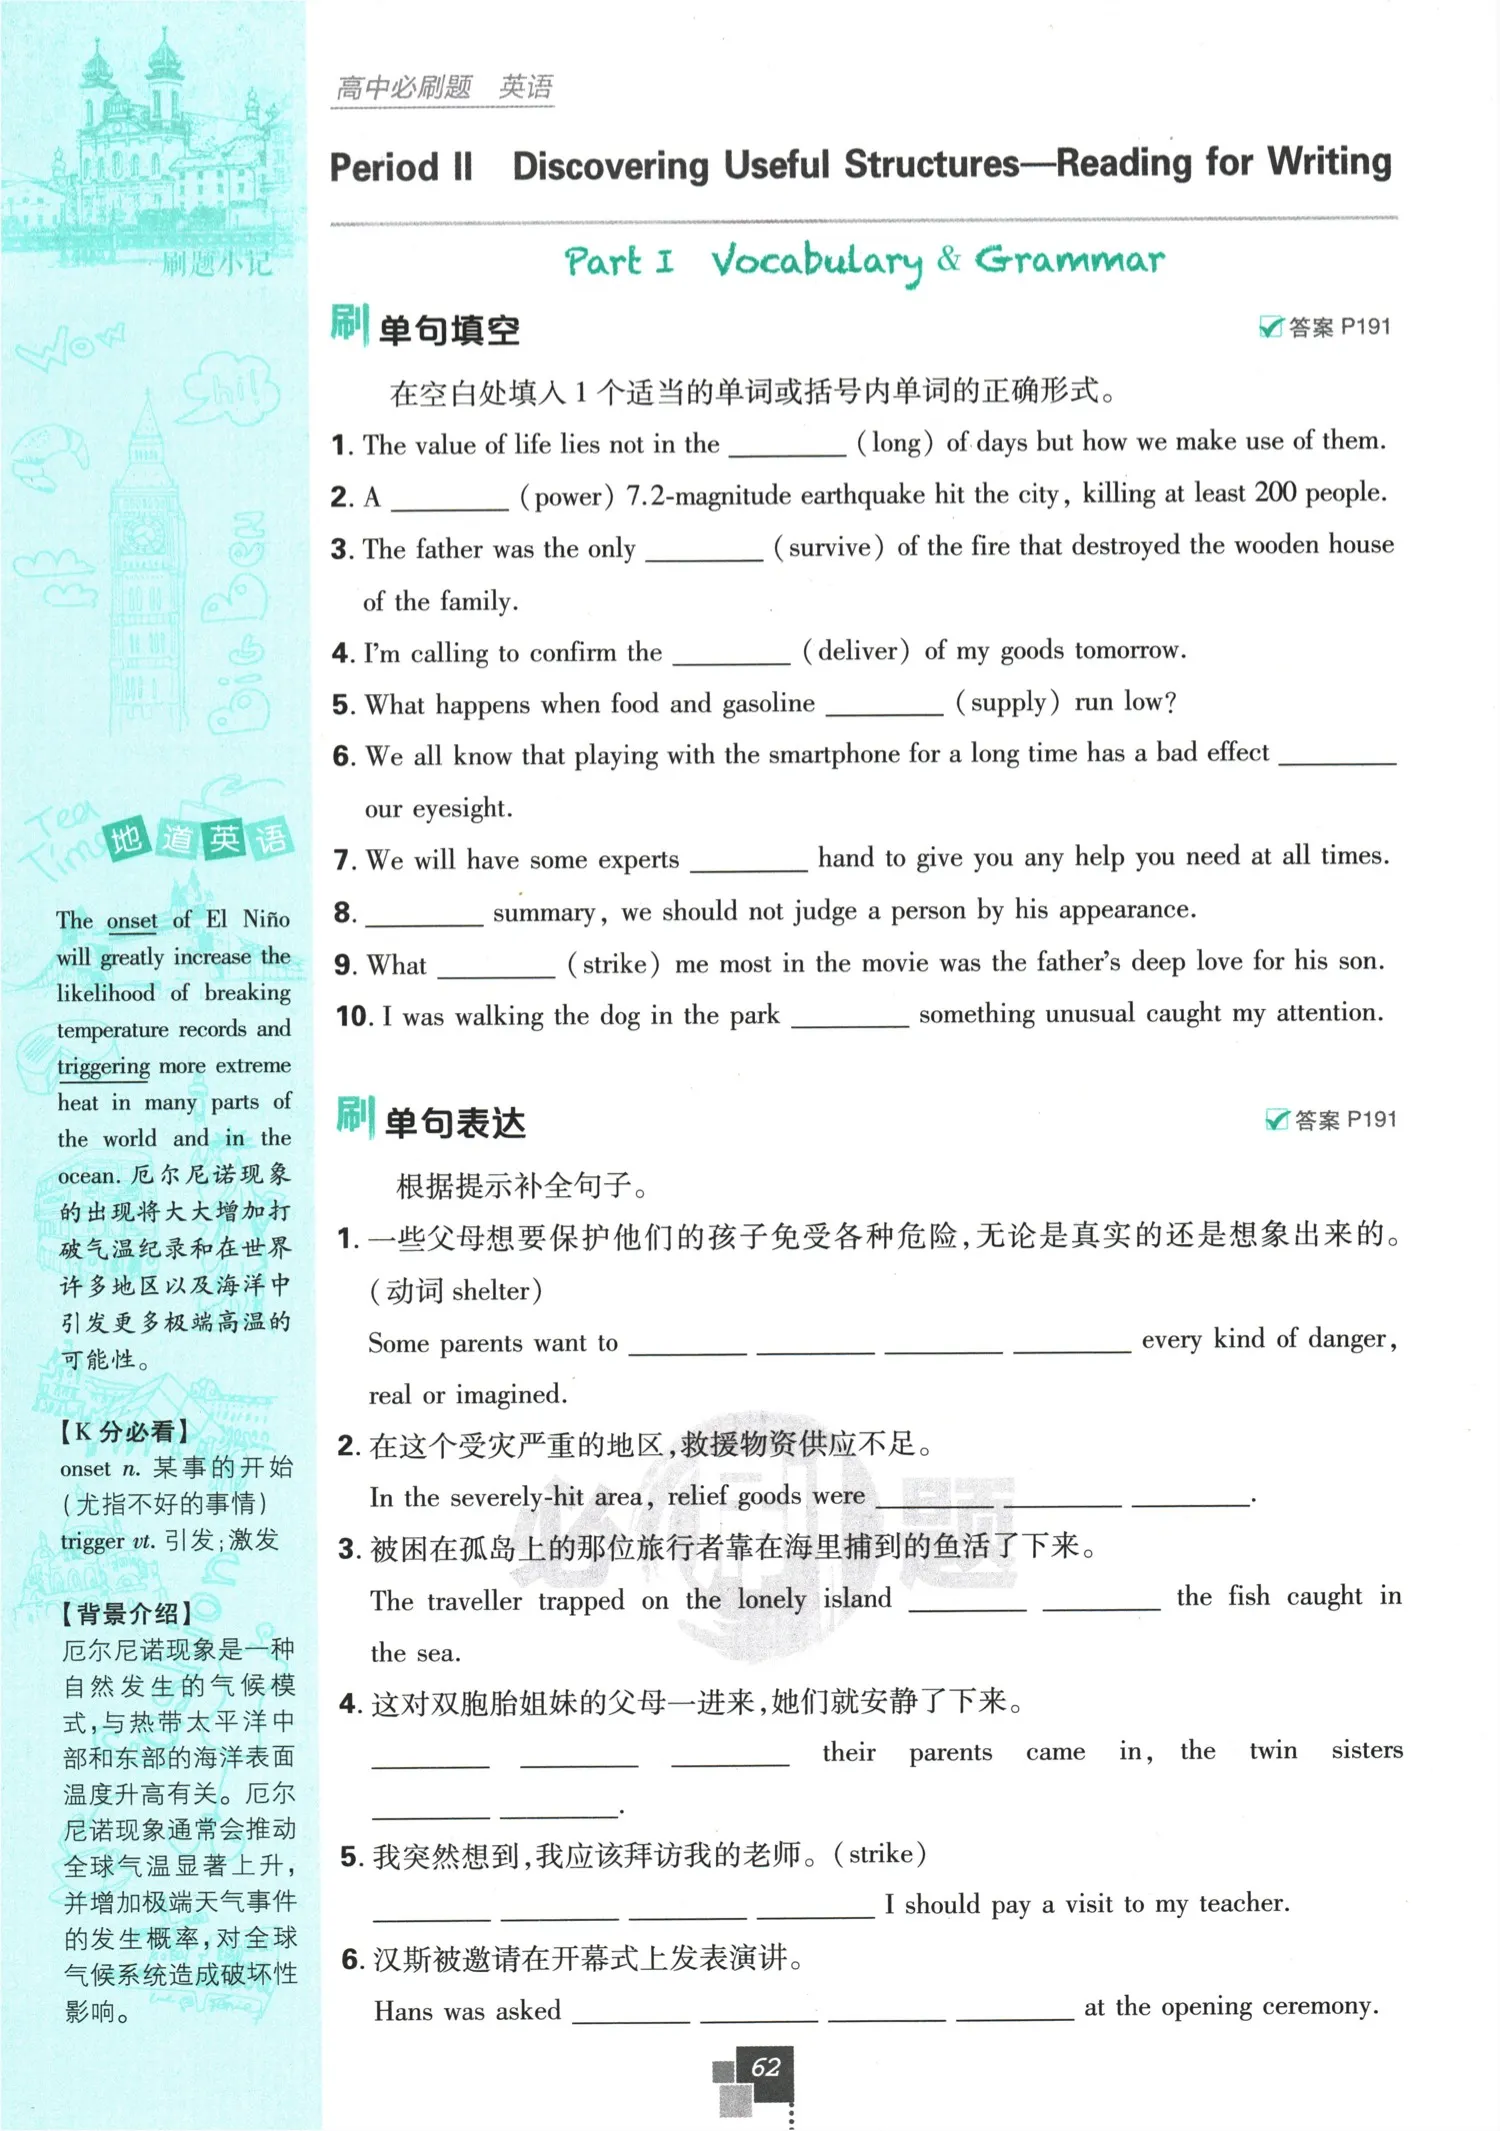 高中必刷题 英语
Period II Discovering Useful Structures—Reading for Writing
Part I Vocabulary & Grammar
刷 单句填空
答案 P191
在空白处填入 1 个适当的单词或括号内单词的正确形式。
1. The value of life lies not in the ________ (long) of days but how we make use of them.
2. A ________ (power) 7.2-magnitude earthquake hit the city, killing at least 200 people.
3. The father was the only ________ (survive) of the fire that destroyed the wooden house
of the family.
4. I'm calling to confirm the ________ (deliver) of my goods tomorrow.
5. What happens when food and gasoline ________ (supply) run low?
6. We all know that playing with the smartphone for a long time has a bad effect ________
our eyesight.
7. We will have some experts ________ hand to give you any help you need at all times.
8. ________ summary, we should not judge a person by his appearance.
9. What ________ (strike) me most in the movie was the father's deep love for his son.
10. I was walking the dog in the park ________ something unusual caught my attention.
刷 单句表达
答案 P191
根据提示补全句子。
1. 一些父母想要保护他们的孩子免受各种危险,无论是真实的还是想象出来的。
(动词 shelter)
Some parents want to ________ ________ ________ ________ every kind of danger,
real or imagined.
2. 在这个受灾严重的地区,救援物资供应不足。
In the severely-hit area, relief goods were ________ ________ ________.
3. 被困在孤岛上的那位旅行者靠在海里捕到的鱼活了下来。
The traveller trapped on the lonely island ________ ________ the fish caught in
the sea.
4. 这对双胞胎姐妹的父母一进来,她们就安静了下来。
________ ________ ________ their parents came in, the twin sisters
________ ________.
5. 我突然想到,我应该拜访我的老师。(strike)
________ ________ ________ ________ I should pay a visit to my teacher.
6. 汉斯被邀请在开幕式上发表演讲。
Hans was asked ________ ________ ________ ________ at the opening ceremony.
62
刷题小记
Wow
hi!
Big Ben
Tea
Time
地道英语
The onset of El Niño
will greatly increase the
likelihood of breaking
temperature records and
triggering more extreme
heat in many parts of
the world and in the
ocean. 厄尔尼诺现象
的出现将大大增加打
破气温纪录和在世界
许多地区以及海洋中
引发更多极端高温的
可能性。
【K 分必看】
onset n. 某事的开始
(尤指不好的事情)
trigger vt. 引发;激发
【背景介绍】
厄尔尼诺现象是一种
自然发生的气候模
式,与热带太平洋中
部和东部的海洋表面
温度升高有关。厄尔
尼诺现象通常会推动
全球气温显著上升,
并增加极端天气事件
的发生概率,对全球
气候系统造成破坏性
影响。
必刷题